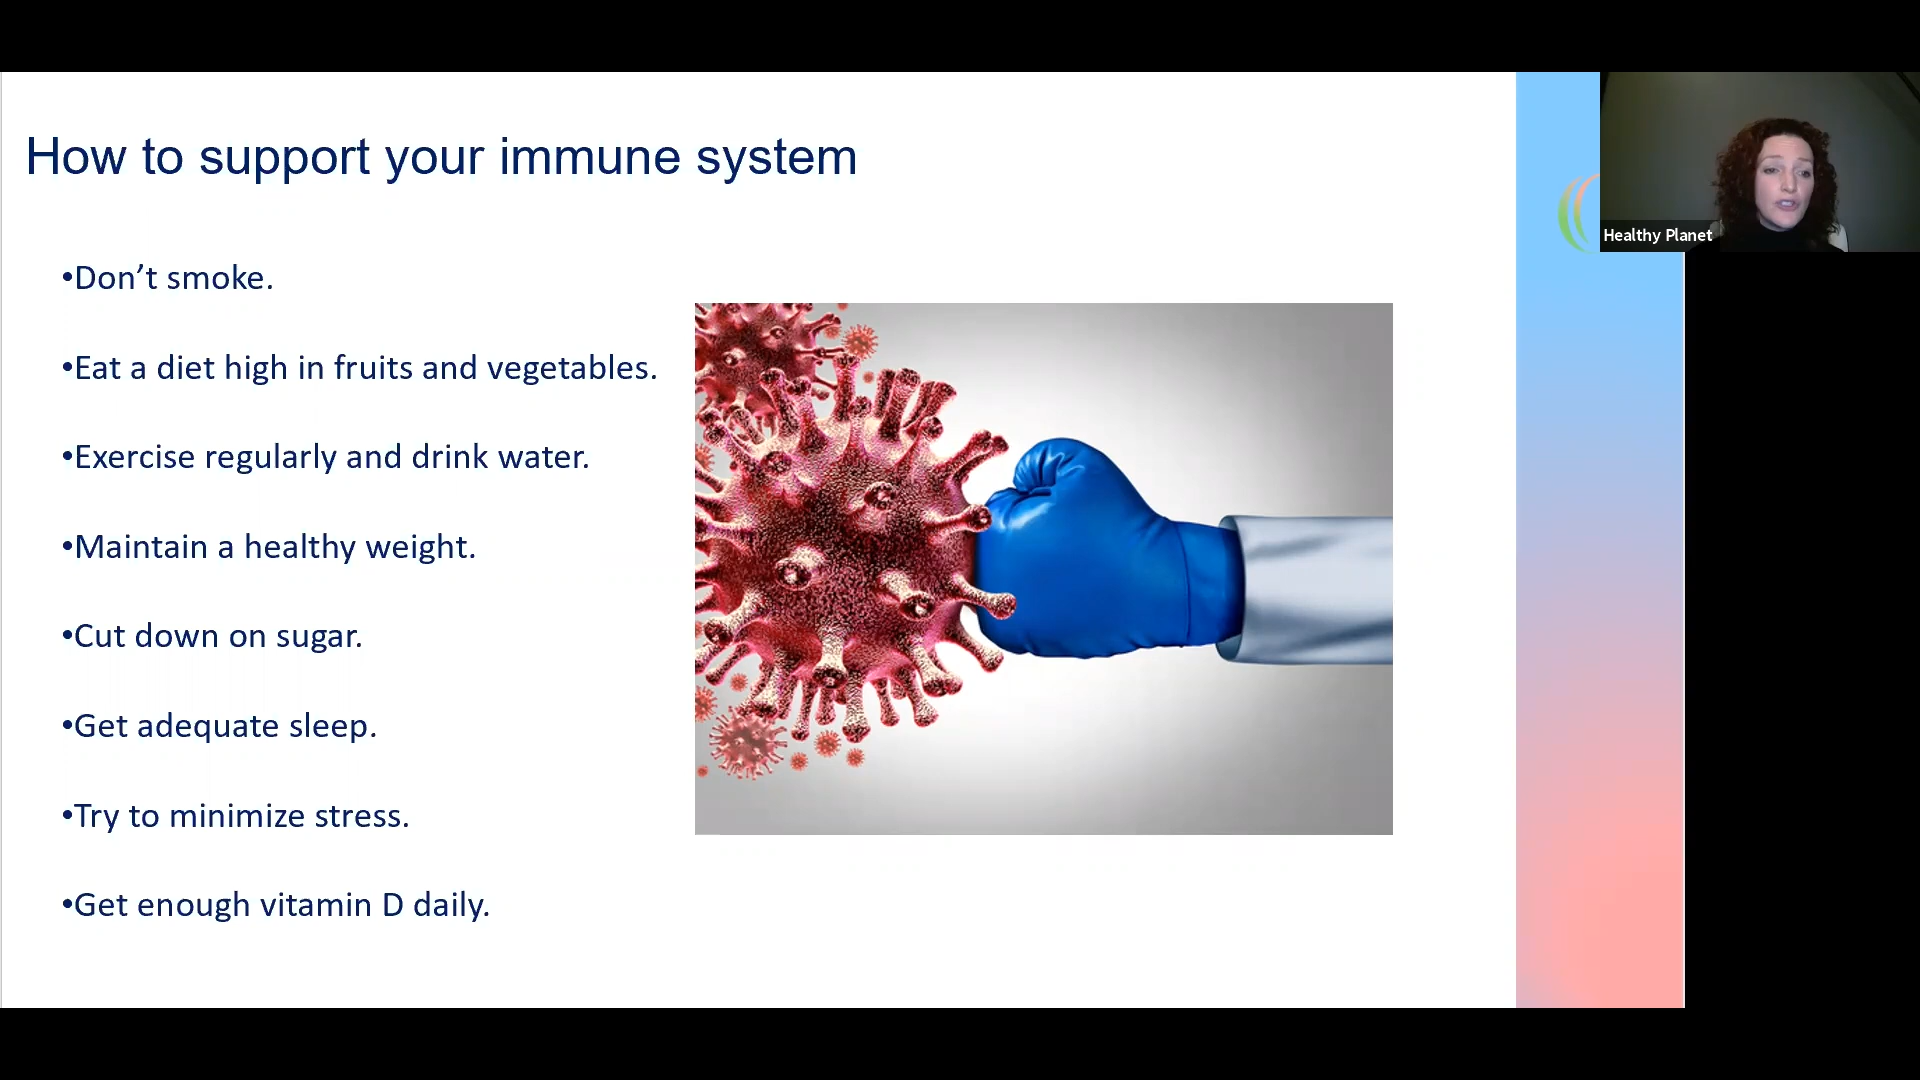 How to support your immune system
•Don’t smoke.
•Eat a diet high in fruits and vegetables.
•Exercise regularly and drink water.
•Maintain a healthy weight.
•Cut down on sugar.
•Get adequate sleep.
•Try to minimize stress.
•Get enough vitamin D daily.
Healthy Planet